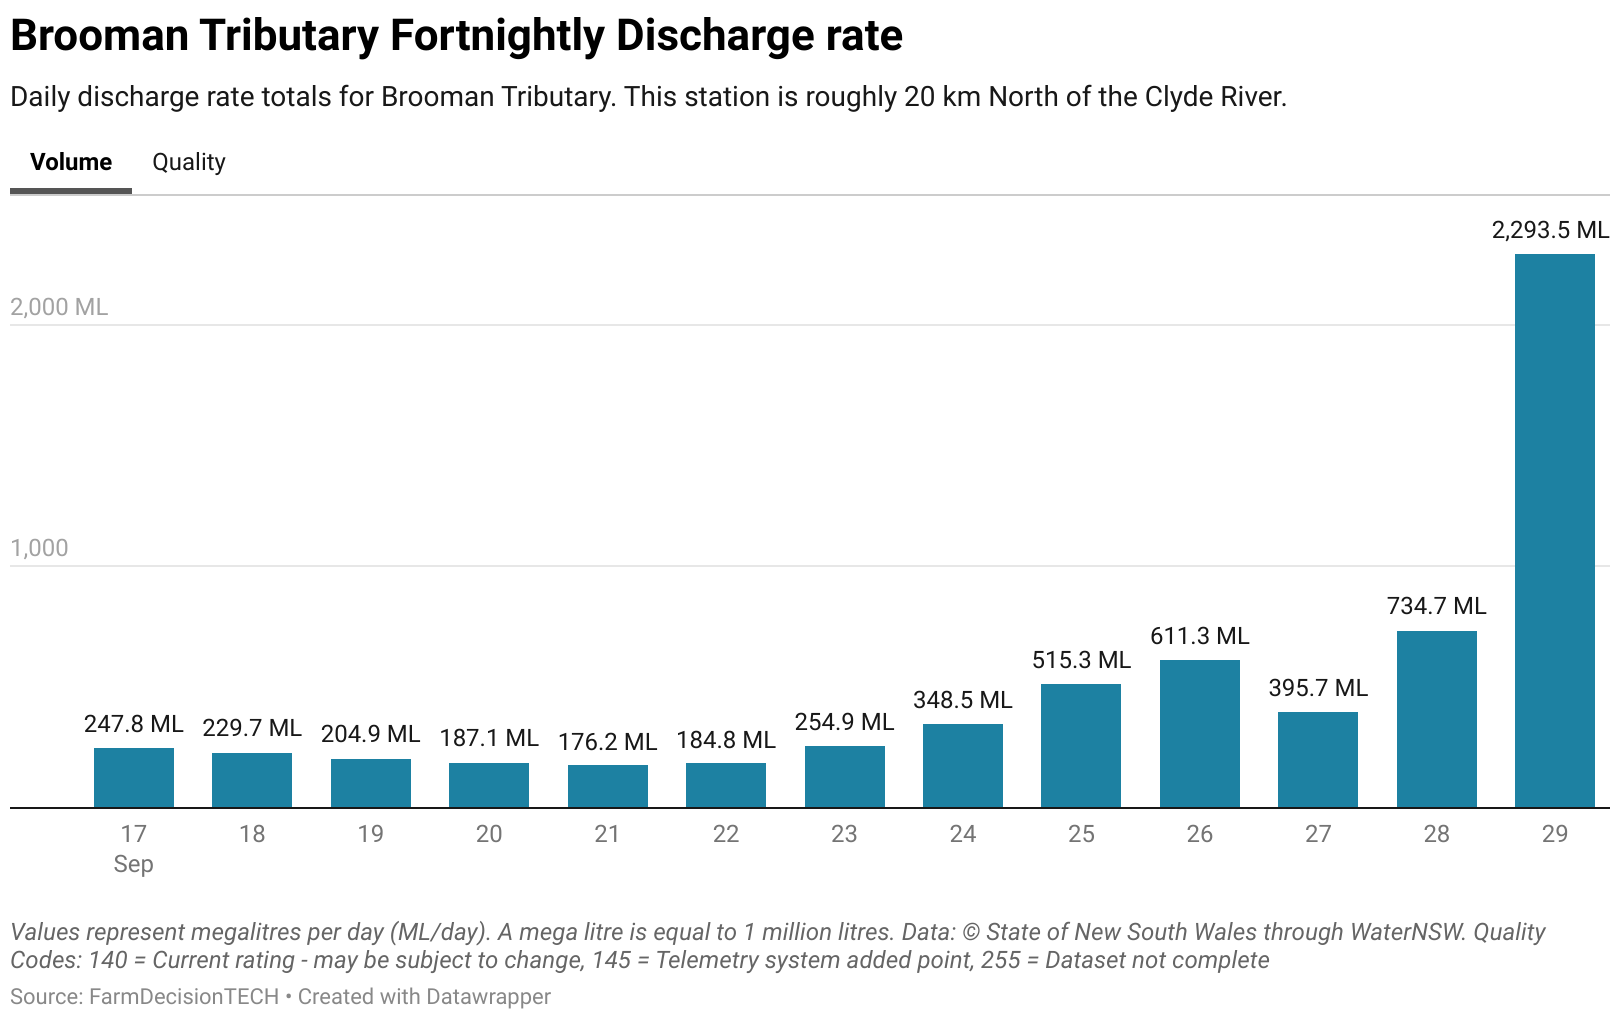 Brooman Tributary Fortnightly Discharge rate
Daily discharge rate totals for Brooman Tributary. This station is roughly 20 km North of the Clyde River.
Volume Quality
2,293.5 ML
2,000 ML
1,000
734.7 ML
611.3 ML
515.3 ML
395.7 ML
348.5 ML
247.8 ML 229.7 ML 204.9 ML 187.1 ML 176.2 ML 184.8 ML 254.9 ML
17 18 19 20 21 22 23 24 25 26 27 28 29
Sep
Values represent megalitres per day (ML/day). A mega litre is equal to 1 million litres. Data: © State of New South Wales through WaterNSW. Quality
Codes: 140 = Current rating - may be subject to change, 145 = Telemetry system added point, 255 = Dataset not complete
Source: FarmDecisionTECH • Created with Datawrapper